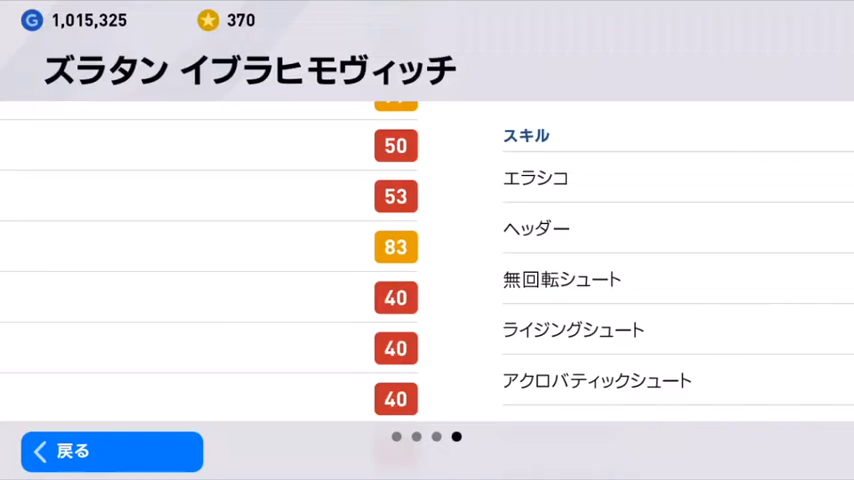 G 1,015,325 370
ズラタン イブラヒモヴィッチ
50
53
83
40
40
40
スキル
エラシコ
ヘッダー
無回転シュート
ライジングシュート
アクロバティックシュート
戻る